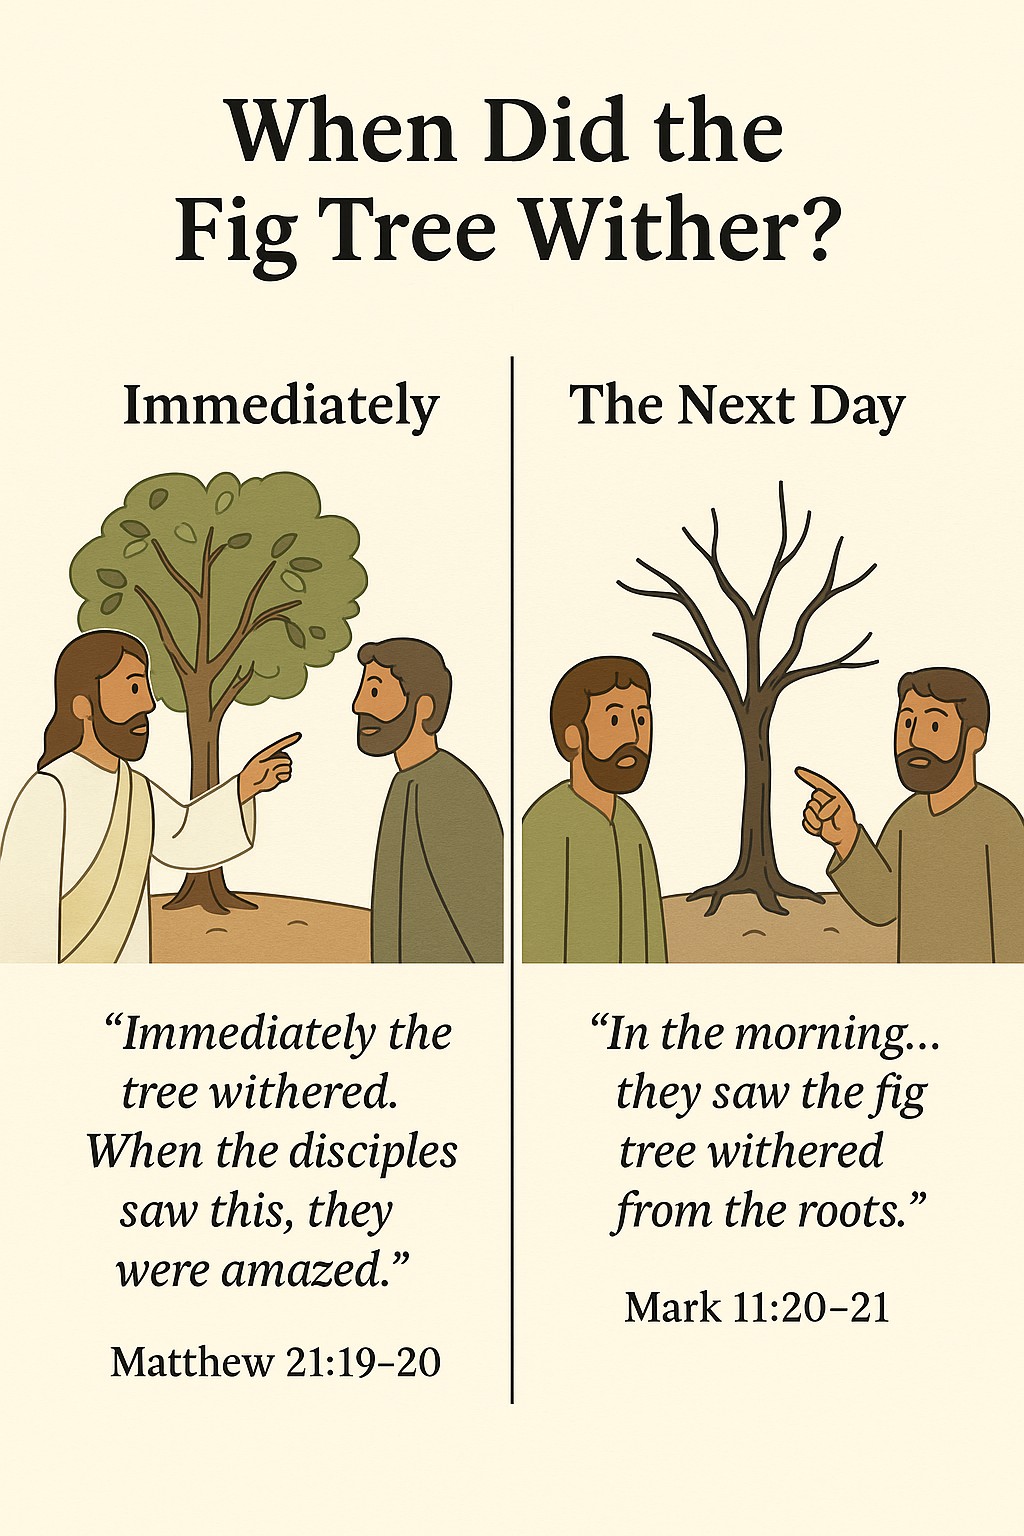 When Did the
Fig Tree Wither?
Immediately
“Immediately the
tree withered.
When the disciples
saw this, they
were amazed.”
Matthew 21:19–20
The Next Day
“In the morning...
they saw the fig
tree withered
from the roots.”
Mark 11:20–21